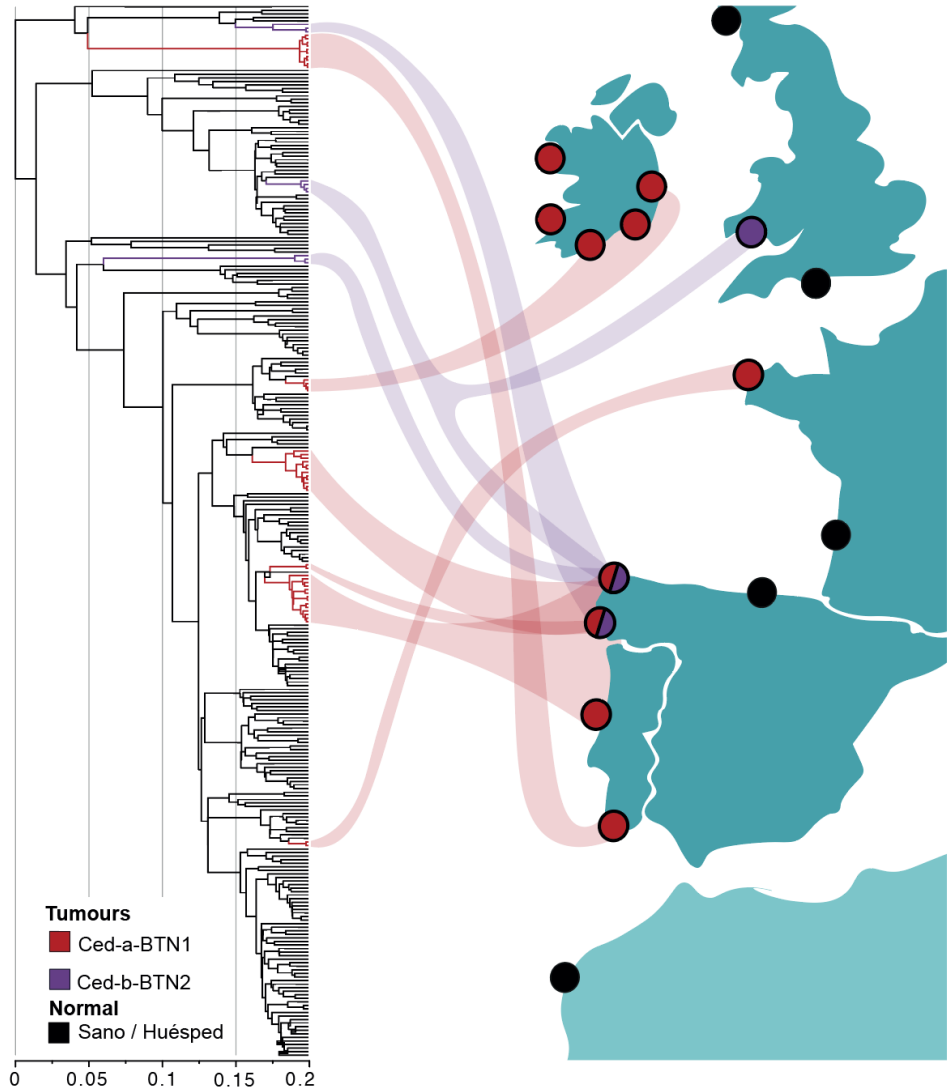 Tumours
Ced-a-BTN1
Ced-b-BTN2
Normal
Sano / Huésped
0 0.05 0.1 0.15 0.2